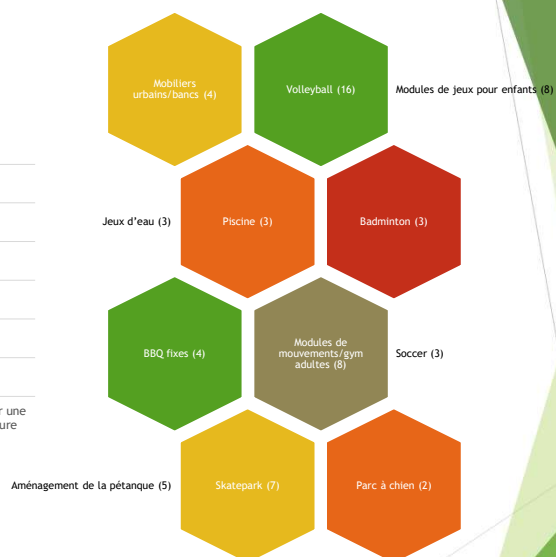 Mobiliers
urbains/bancs (4)
Volleyball (16)
Modules de jeux pour enfants (8)
Jeux d'eau (3)
Piscine (3)
Badminton (3)
BBQ fixes (4)
Modules de
mouvements/gym
adultes (8)
Soccer (3)
r une
ure
Aménagement de la pétanque (5)
Skatepark (7)
Parc à chien (2)